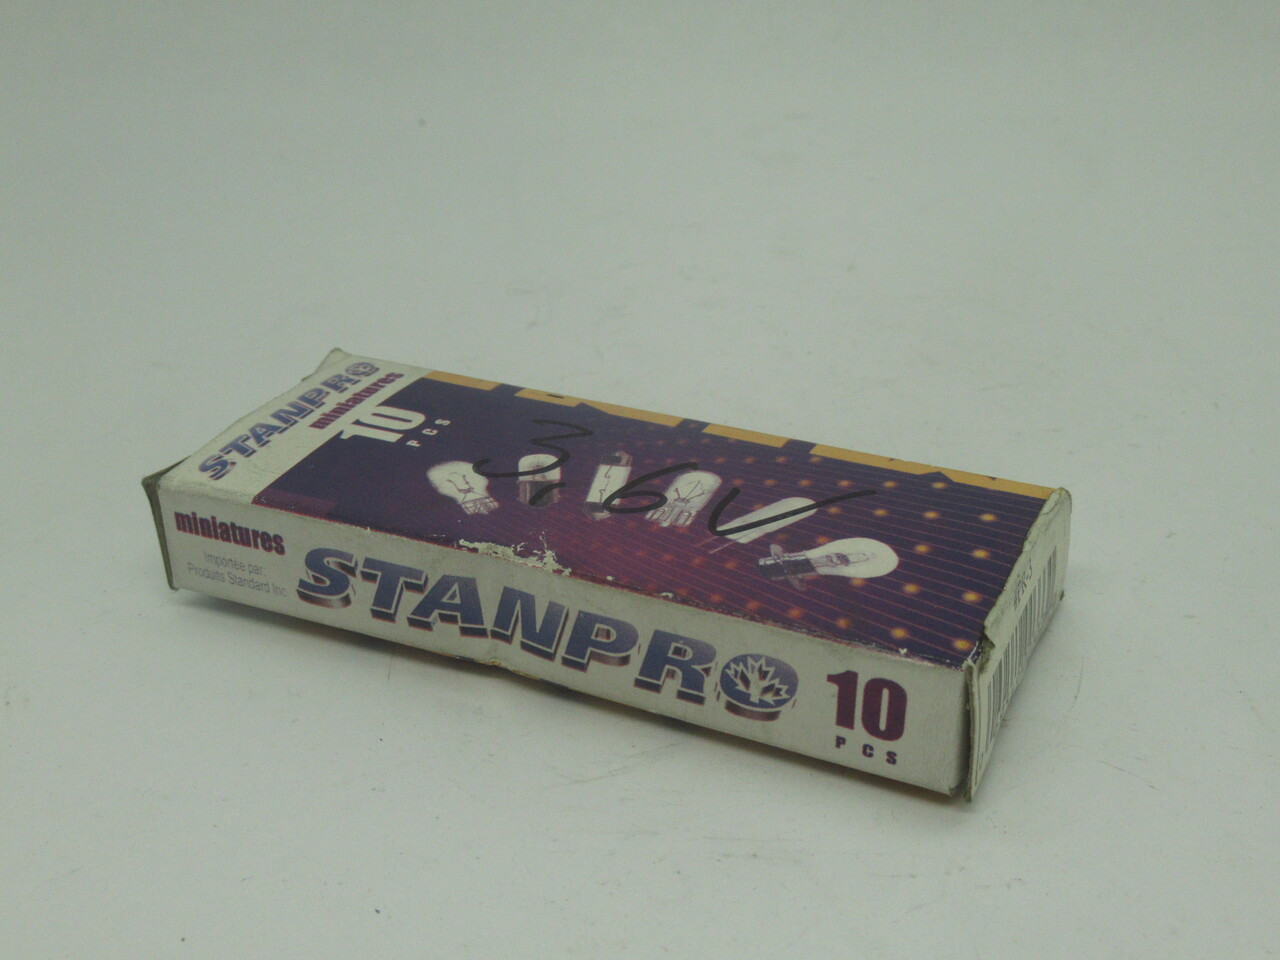 STANPRO
miniatures
10
PCS
3.6V
miniatures
Importée par:
Produits Standard Inc.
STANPRO
10
PCS